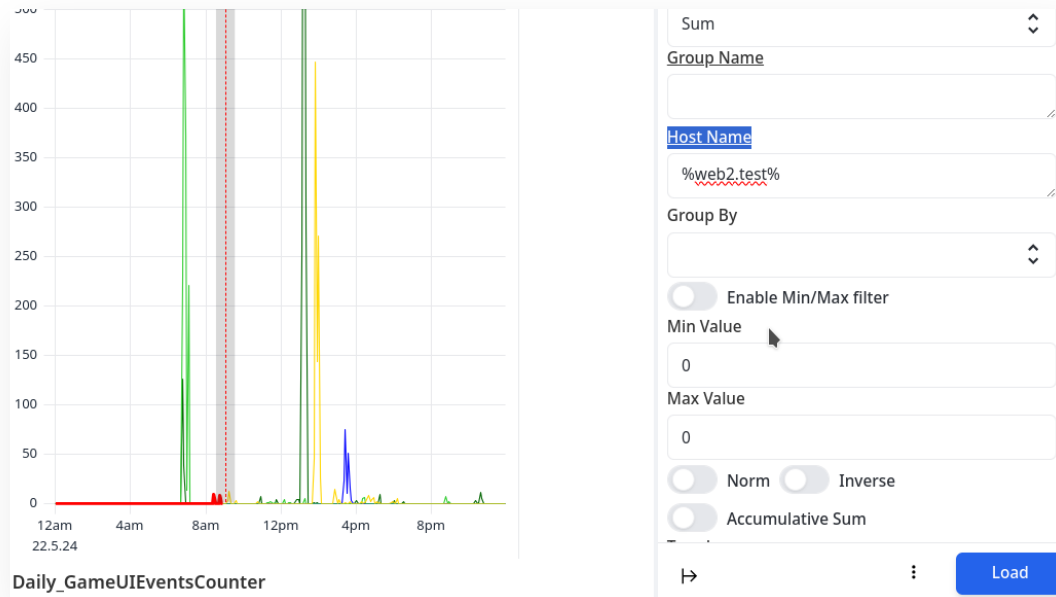 500
450
400
350
300
250
200
150
100
50
0
12am 4am 8am 12pm 4pm 8pm
22.5.24
Daily_GameUIEventsCounter
Sum
Group Name
Host Name
%web2.test%
Group By
Enable Min/Max filter
Min Value
0
Max Value
0
Norm Inverse
Accumulative Sum
Load